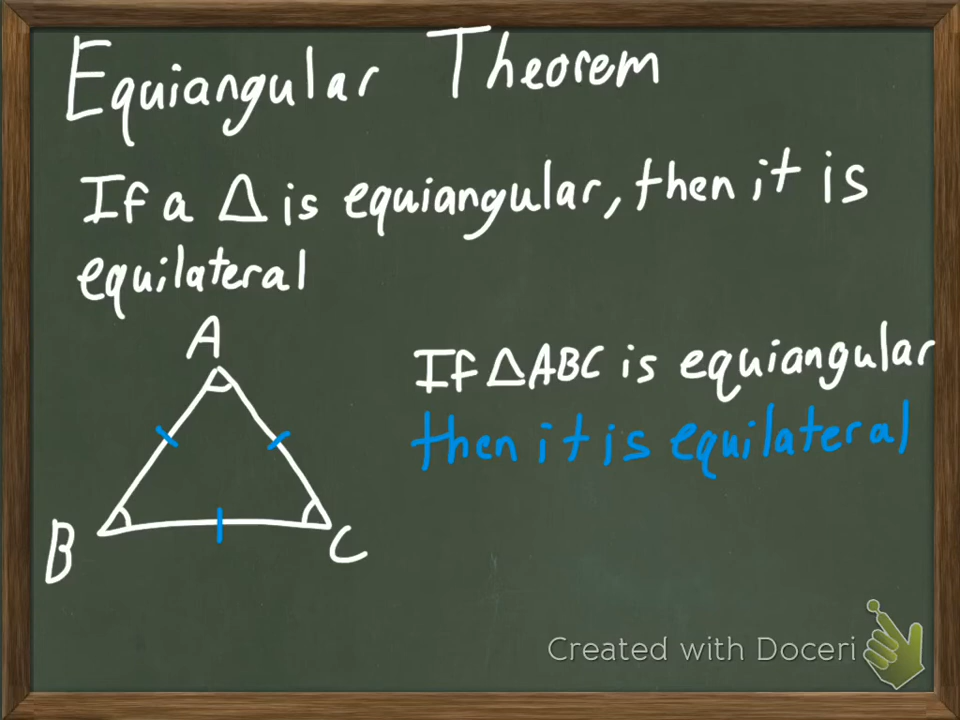 Equiangular Theorem
If a △ is equiangular, then it is
equilateral
A
If △ABC is equiangular
then it is equilateral
B
C
Created with Doceri